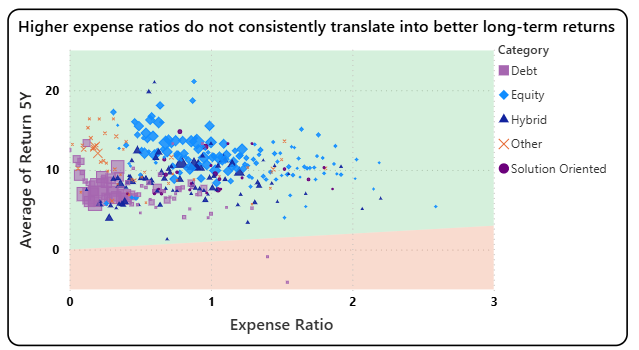 Higher expense ratios do not consistently translate into better long-term returns
Category
Debt
Equity
Hybrid
Other
Solution Oriented
Average of Return 5Y
20
10
0
0
1
2
3
Expense Ratio